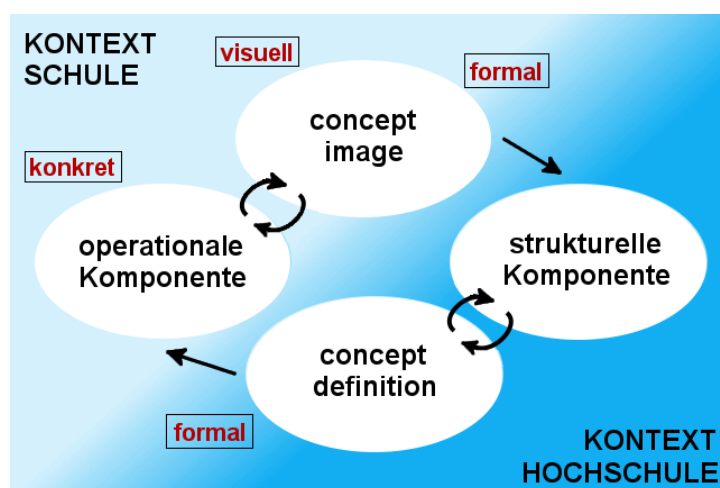 KONTEXT
SCHULE
visuell
formal
concept
image
konkret
operationale
Komponente
strukturelle
Komponente
concept
definition
formal
KONTEXT
HOCHSCHULE